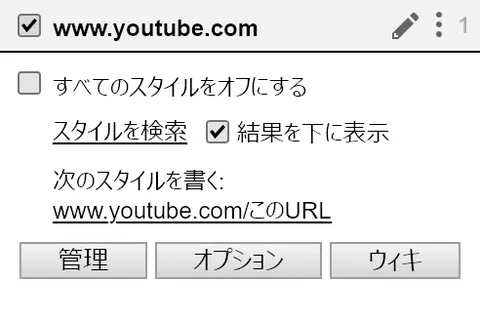 www.youtube.com 1
すべてのスタイルをオフにする
スタイルを検索 結果を下に表示
次のスタイルを書く:
www.youtube.com/このURL
管理 オプション ウィキ